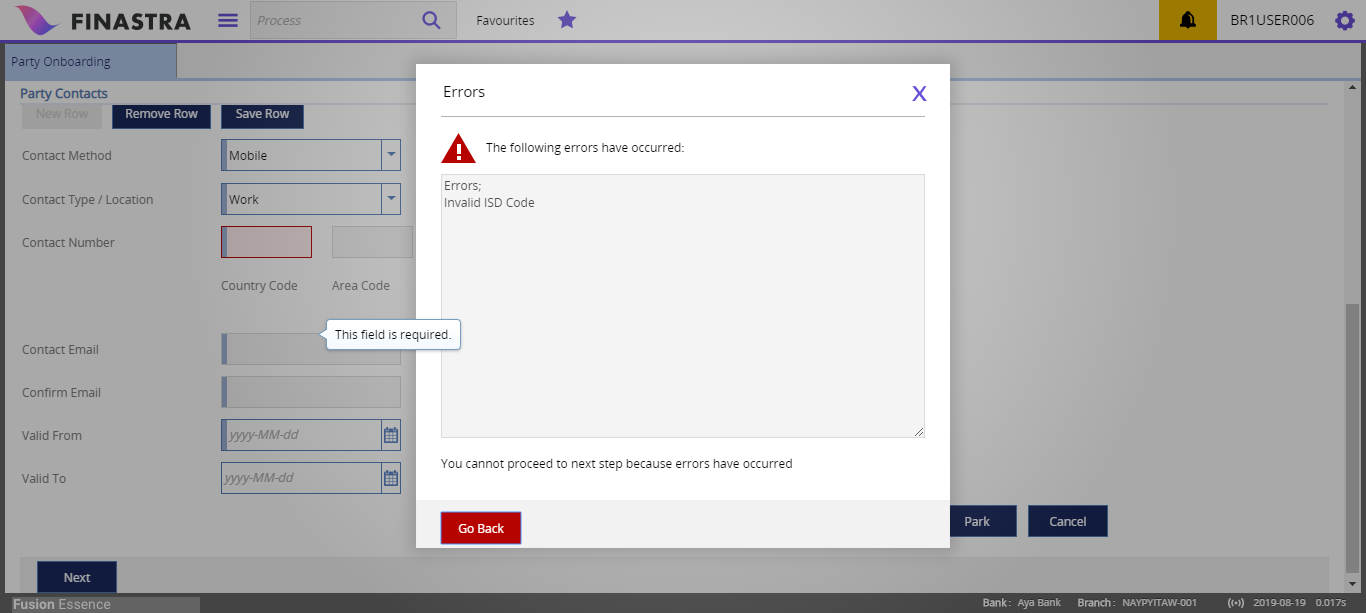 FINASTRA
Process
Favourites
BR1USER006
Party Onboarding
Party Contacts
New Row
Remove Row
Save Row
Contact Method
Mobile
Contact Type / Location
Work
Contact Number
Country Code
Area Code
This field is required.
Contact Email
Confirm Email
Valid From
yyyy-MM-dd
Valid To
yyyy-MM-dd
Errors
X
The following errors have occurred:
Errors;
Invalid ISD Code
You cannot proceed to next step because errors have occurred
Go Back
Park
Cancel
Next
Fusion Essence
Bank : Aya Bank Branch : NAYPYITAW-001 2019-08-19 0.017s